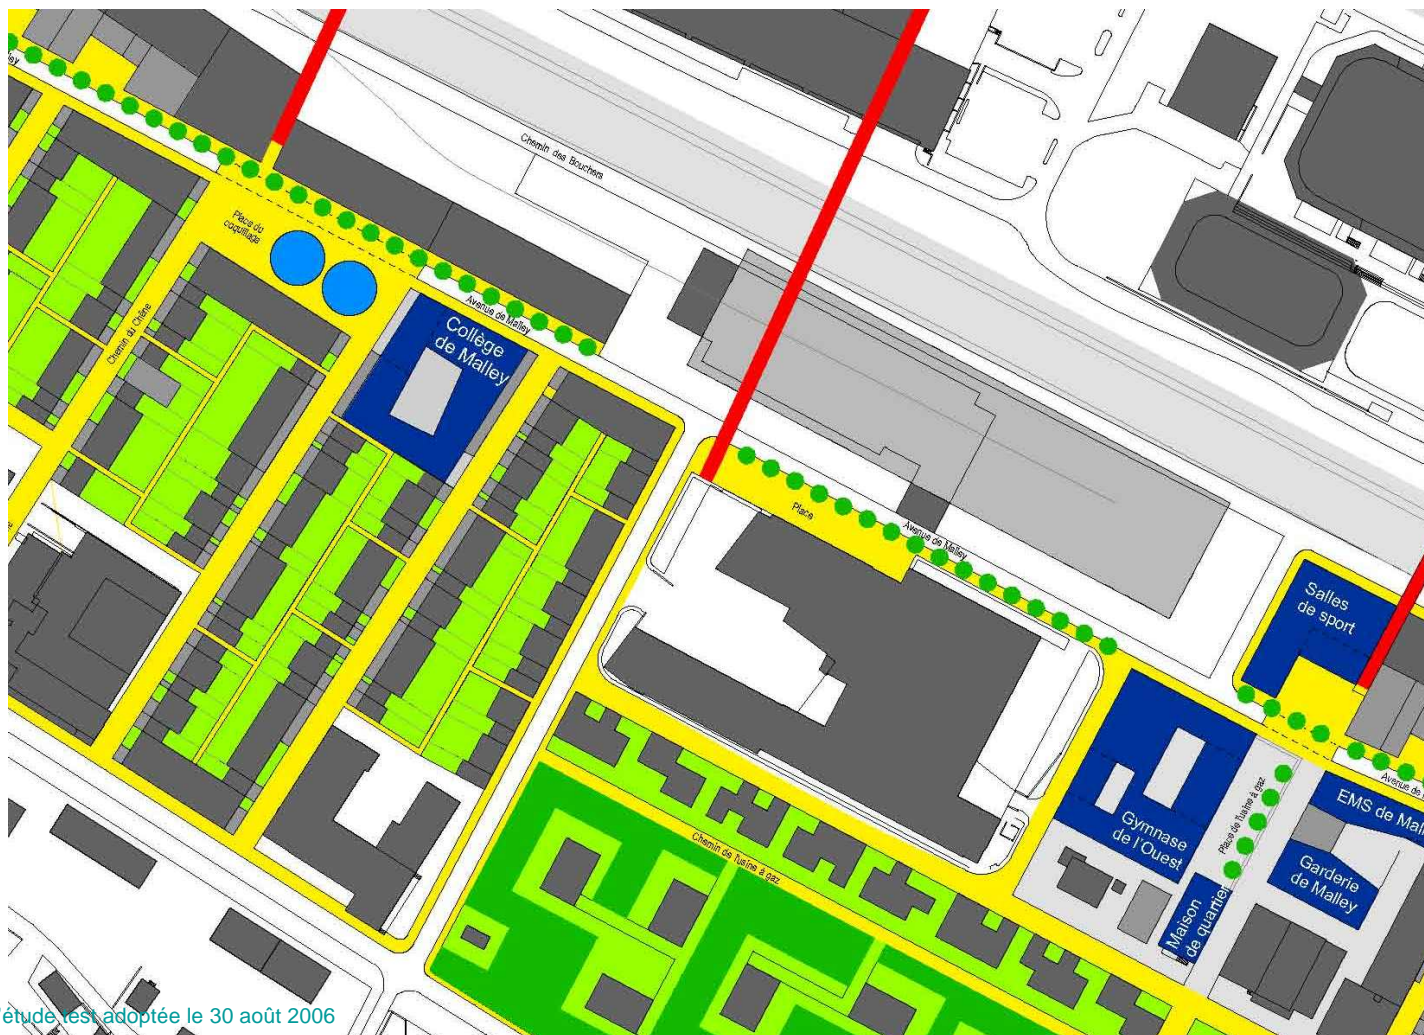 Chemin des Bouchers
Place du
coquillage
Avenue de Malley
Chemin du Chêne
Collège
de Malley
Place
Avenue de Malley
Salles
de sport
Avenue de
EMS de Mal
Place de l'usine à gaz
Gymnase
de l'Ouest
Garderie
de Malley
Maison
de quartier
Chemin de l'usine à gaz
'étude test adoptée le 30 août 2006